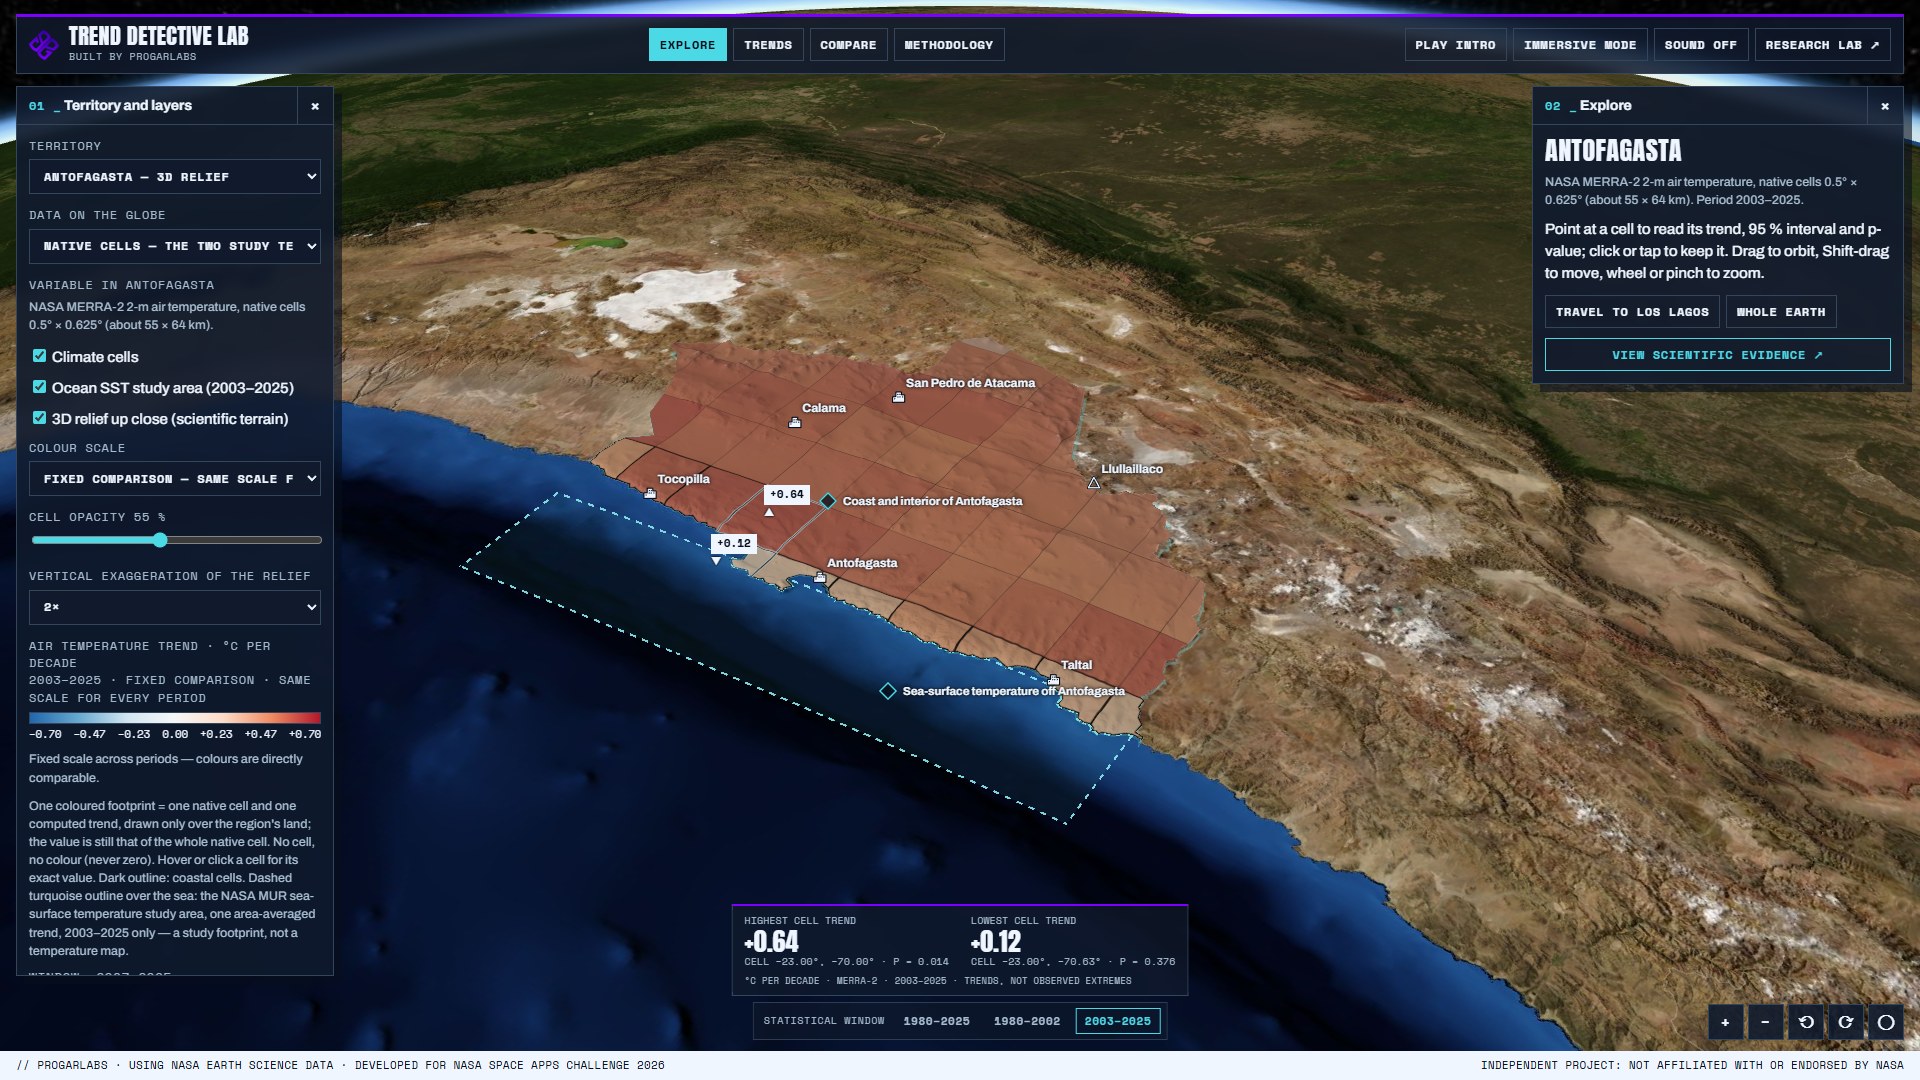 TREND DETECTIVE LAB
BUILT BY PROGARLABS
EXPLORE
TRENDS
COMPARE
METHODOLOGY
PLAY INTRO
IMMERSIVE MODE
SOUND OFF
RESEARCH LAB ↗
01 _ Territory and layers
×
TERRITORY
ANTOFAGASTA — 3D RELIEF
DATA ON THE GLOBE
NATIVE CELLS — THE TWO STUDY TE
VARIABLE IN ANTOFAGASTA
NASA MERRA-2 2-m air temperature, native cells
0.5° × 0.625° (about 55 × 64 km).
Climate cells
Ocean SST study area (2003–2025)
3D relief up close (scientific terrain)
COLOUR SCALE
FIXED COMPARISON — SAME SCALE F
CELL OPACITY 55 %
VERTICAL EXAGGERATION OF THE RELIEF
2×
AIR TEMPERATURE TREND · °C PER
DECADE
2003–2025 · FIXED COMPARISON · SAME
SCALE FOR EVERY PERIOD
−0.70 −0.47 −0.23 0.00 +0.23 +0.47 +0.70
Fixed scale across periods — colours are directly
comparable.
One coloured footprint = one native cell and one
computed trend, drawn only over the region's land;
the value is still that of the whole native cell. No cell,
no colour (never zero). Hover or click a cell for its
exact value. Dark outline: coastal cells. Dashed
turquoise outline over the sea: the NASA MUR sea-
surface temperature study area, one area-averaged
trend, 2003–2025 only — a study footprint, not a
temperature map.
San Pedro de Atacama
Calama
Llullaillaco
Tocopilla
+0.64
Coast and interior of Antofagasta
+0.12
Antofagasta
Taltal
Sea-surface temperature off Antofagasta
02 _ Explore
×
ANTOFAGASTA
NASA MERRA-2 2-m air temperature, native cells 0.5° ×
0.625° (about 55 × 64 km). Period 2003–2025.
Point at a cell to read its trend, 95 % interval and p-
value; click or tap to keep it. Drag to orbit, Shift-drag
to move, wheel or pinch to zoom.
TRAVEL TO LOS LAGOS
WHOLE EARTH
VIEW SCIENTIFIC EVIDENCE ↗
HIGHEST CELL TREND
+0.64
CELL −23.00°, −70.00° · P = 0.014
LOWEST CELL TREND
+0.12
CELL −23.00°, −70.63° · P = 0.376
°C PER DECADE · MERRA-2 · 2003–2025 · TRENDS, NOT OBSERVED EXTREMES
STATISTICAL WINDOW
1980–2025
1980–2002
2003–2025
+
−
// PROGARLABS · USING NASA EARTH SCIENCE DATA · DEVELOPED FOR NASA SPACE APPS CHALLENGE 2026
INDEPENDENT PROJECT: NOT AFFILIATED WITH OR ENDORSED BY NASA